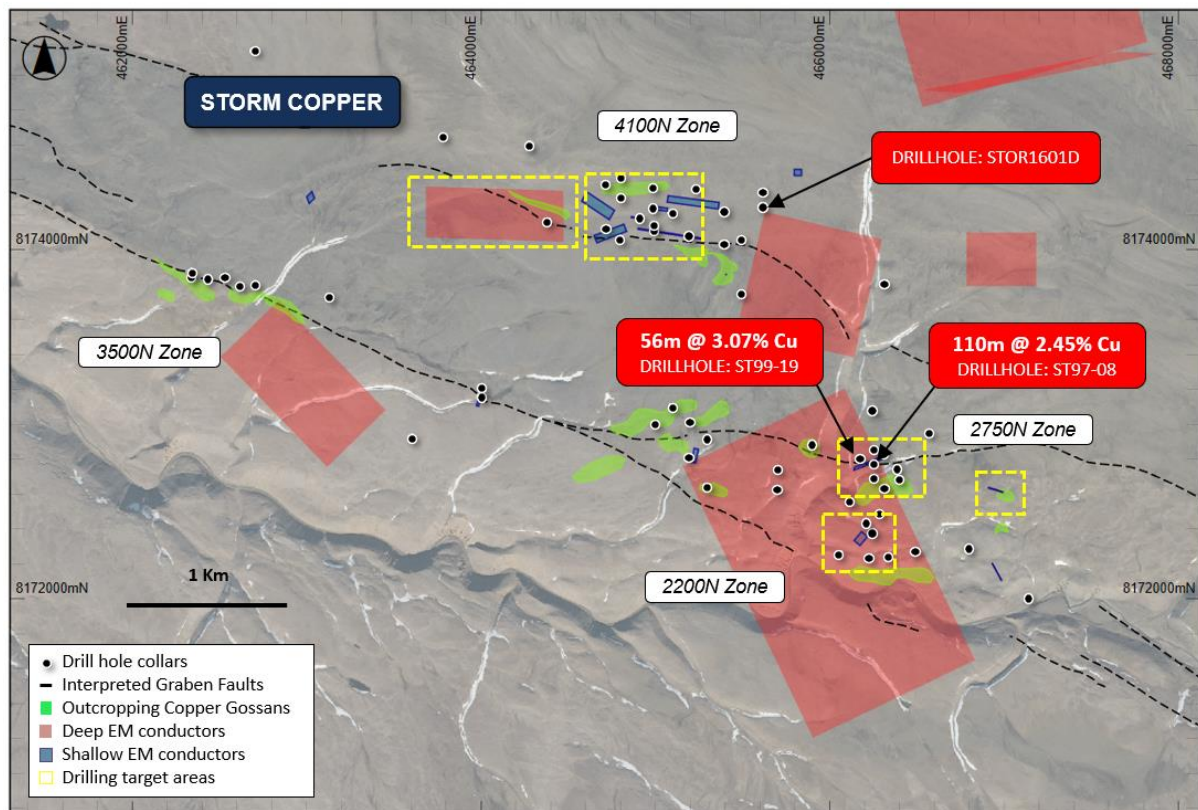 462000mE
464000mE
466000mE
468000mE
STORM COPPER
4100N Zone
DRILLHOLE: STOR1601D
8174000mN
8174000mN
3500N Zone
56m @ 3.07% Cu
DRILLHOLE: ST99-19
110m @ 2.45% Cu
DRILLHOLE: ST97-08
2750N Zone
1 Km
2200N Zone
8172000mN
8172000mN
Drill hole collars
Interpreted Graben Faults
Outcropping Copper Gossans
Deep EM conductors
Shallow EM conductors
Drilling target areas